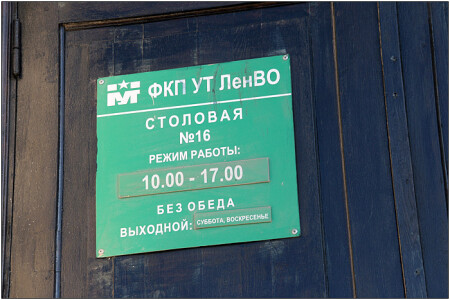 ФКП УТ ЛенВО
СТОЛОВАЯ
№16
РЕЖИМ РАБОТЫ:
10.00 - 17.00
БЕЗ ОБЕДА
ВЫХОДНОЙ: СУББОТА, ВОСКРЕСЕНЬЕ